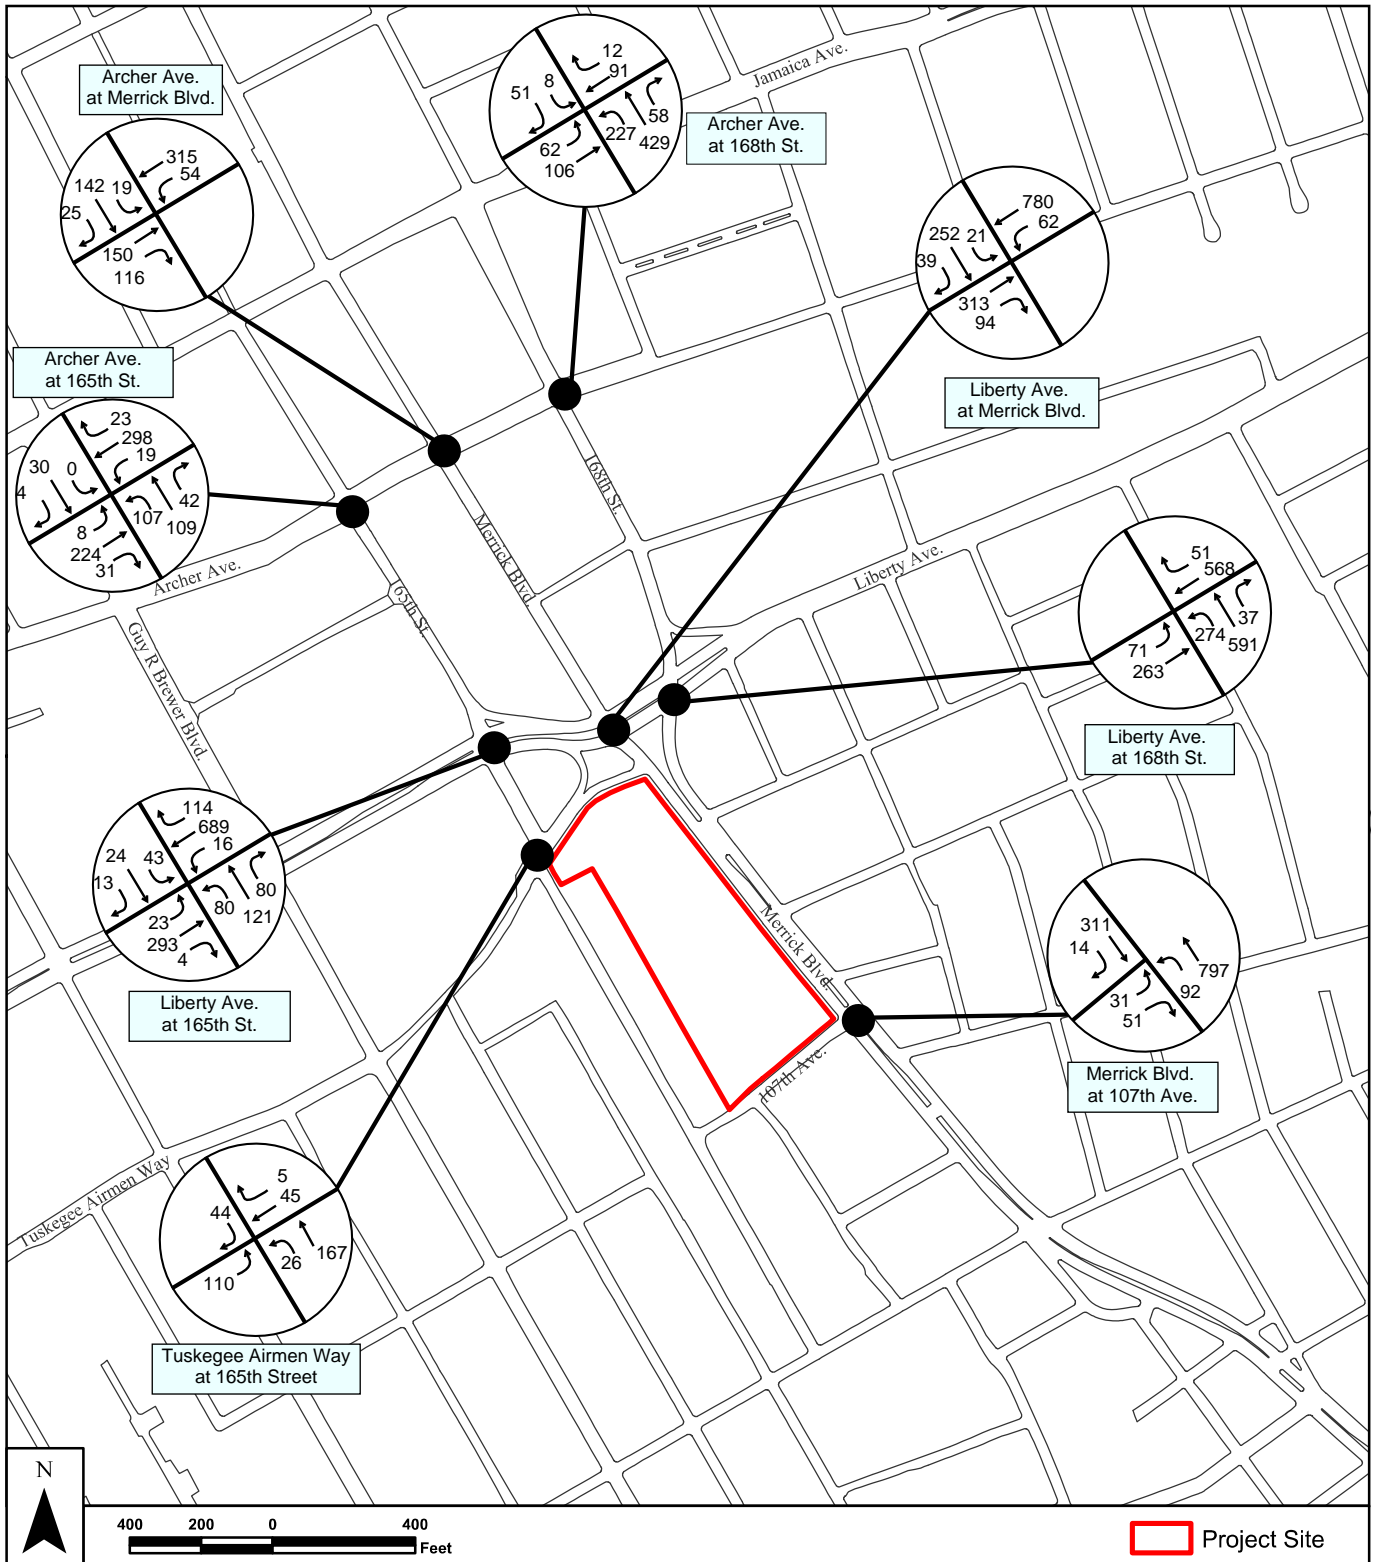 Archer Ave.
at Merrick Blvd.
315
54
142
19
25
150
116
12
91
8
51
58
227
429
62
106
Archer Ave.
at 168th St.
Jamaica Ave.
780
62
252
21
39
313
94
Liberty Ave.
at Merrick Blvd.
Archer Ave.
at 165th St.
23
298
19
30
0
4
42
107
109
8
224
31
168th St.
Merrick Blvd.
65th St.
Archer Ave.
Guy R Brewer Blvd.
Liberty Ave.
51
568
37
274
591
71
263
Liberty Ave.
at 168th St.
114
689
16
24
43
13
80
80
121
23
293
4
Liberty Ave.
at 165th St.
Merrick Blvd.
107th Ave.
311
14
797
92
31
51
Merrick Blvd.
at 107th Ave.
Tuskegee Airmen Way
5
45
44
167
26
110
Tuskegee Airmen Way
at 165th Street
N
400 200 0 400
Feet
Project Site